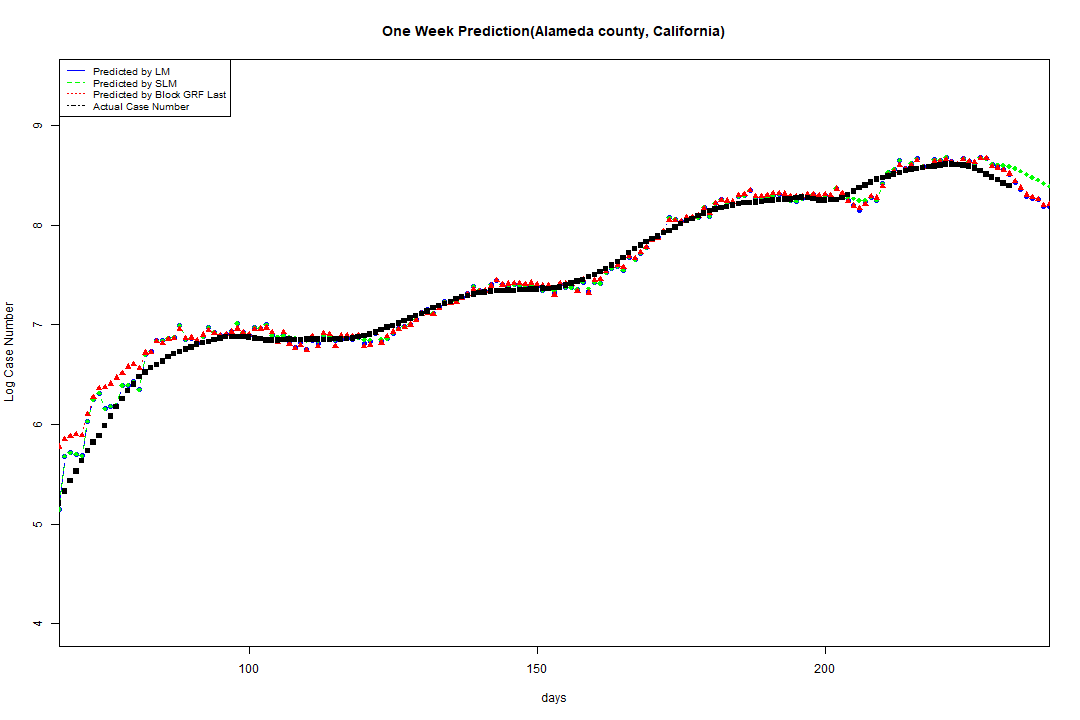 One Week Prediction(Alameda county, California)
Predicted by LM
Predicted by SLM
Predicted by Block GRF Last
Actual Case Number
9
8
7
6
5
4
Log Case Number
100 150 200
days